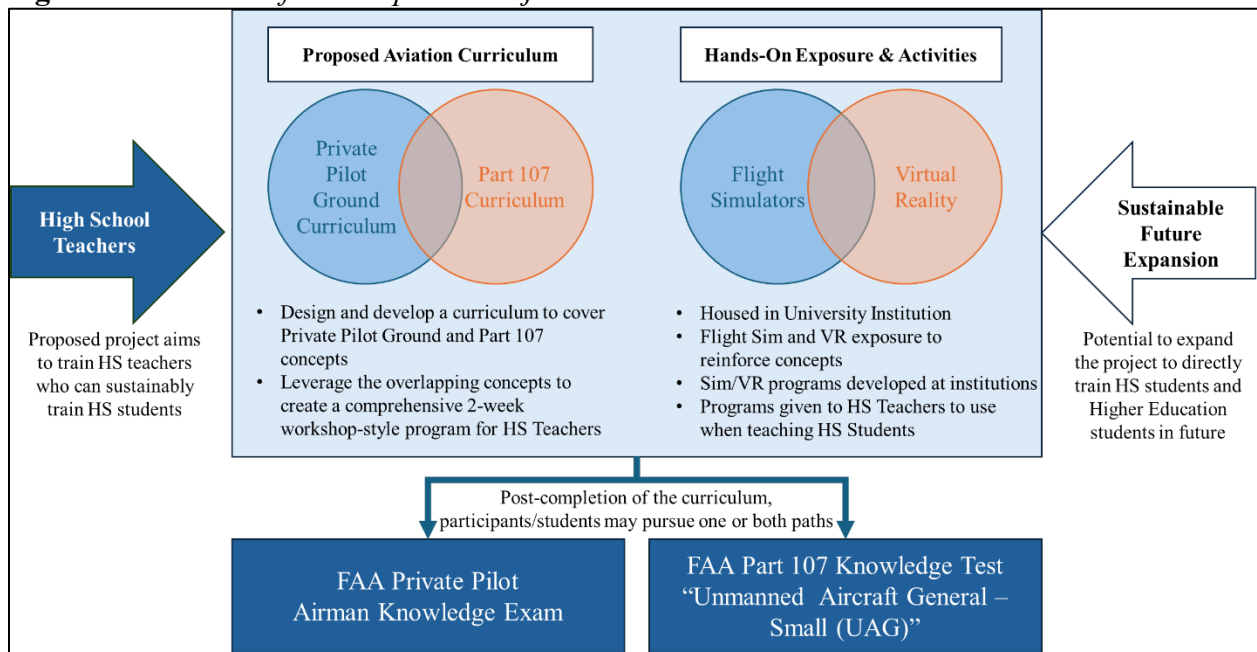 Proposed Aviation Curriculum
Hands-On Exposure & Activities
Private
Pilot
Ground
Curriculum
Part 107
Curriculum
Flight
Simulators
Virtual
Reality
High School
Teachers
Sustainable
Future
Expansion
Proposed project aims
to train HS teachers
who can sustainably
train HS students
• Design and develop a curriculum to cover
Private Pilot Ground and Part 107
concepts
• Leverage the overlapping concepts to
create a comprehensive 2-week
workshop-style program for HS Teachers
• Housed in University Institution
• Flight Sim and VR exposure to
reinforce concepts
• Sim/VR programs developed at institutions
• Programs given to HS Teachers to use
when teaching HS Students
Potential to expand
the project to directly
train HS students and
Higher Education
students in future
Post-completion of the curriculum,
participants/students may pursue one or both paths
FAA Private Pilot
Airman Knowledge Exam
FAA Part 107 Knowledge Test
“Unmanned Aircraft General –
Small (UAG)”